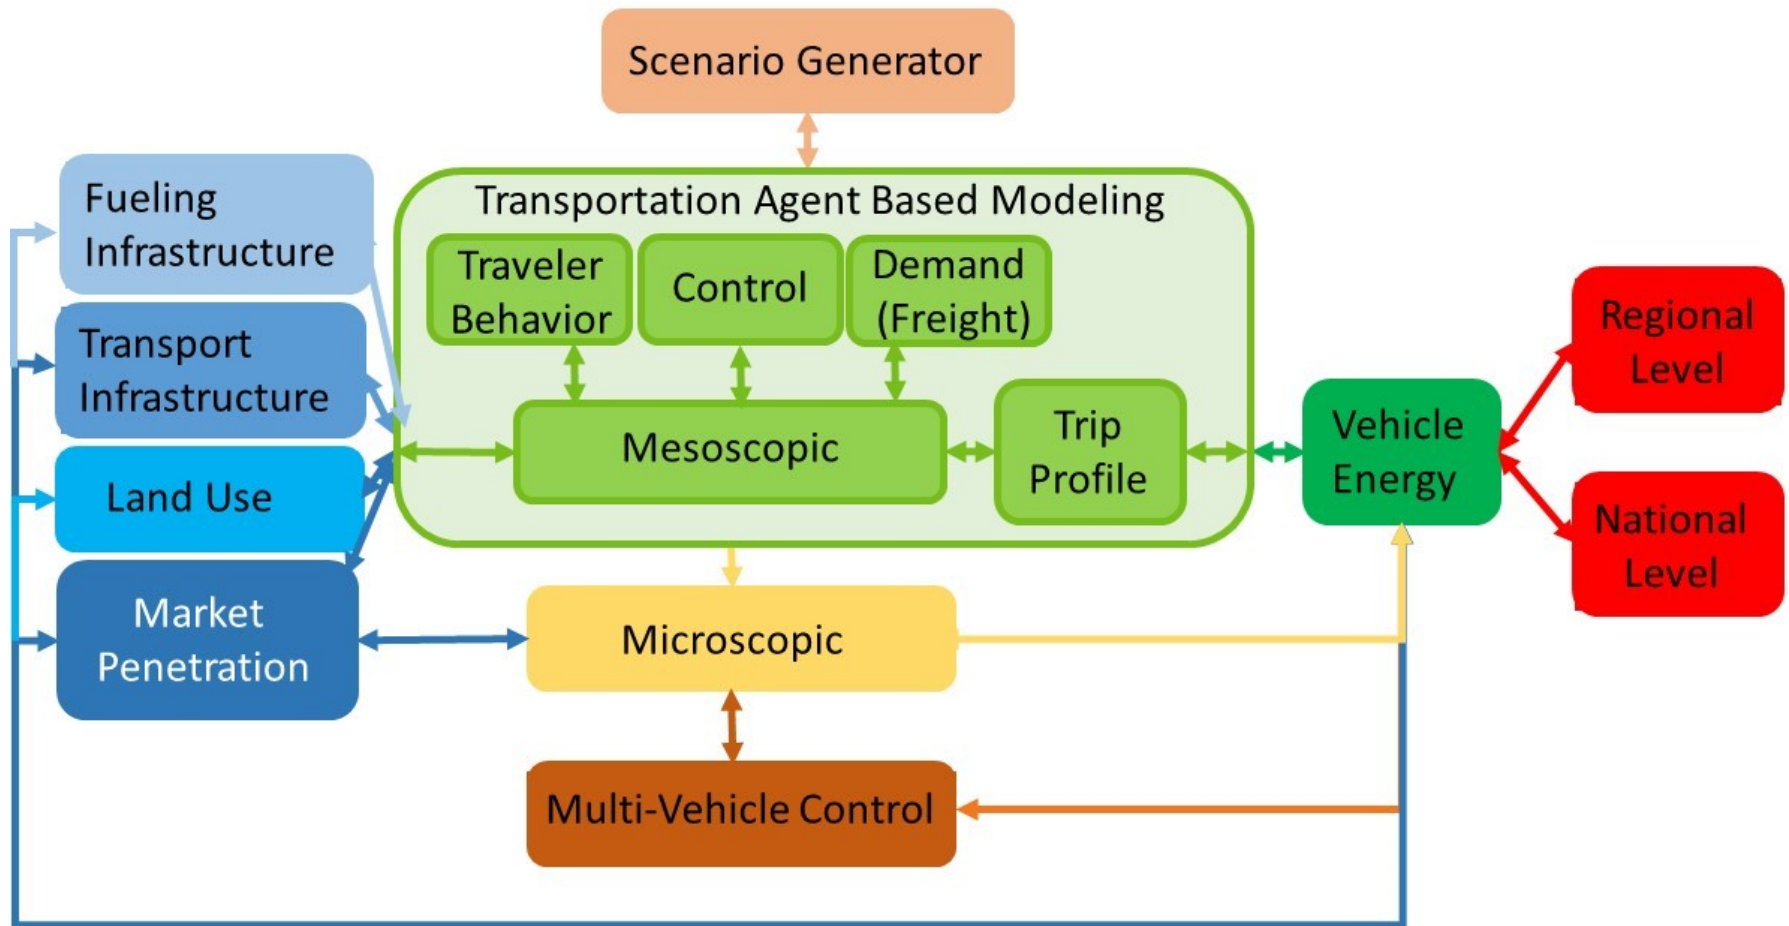 Scenario Generator
Fueling
Infrastructure
Transport
Infrastructure
Land Use
Market
Penetration
Transportation Agent Based Modeling
Traveler
Behavior
Control
Demand
(Freight)
Mesoscopic
Trip
Profile
Microscopic
Multi-Vehicle Control
Vehicle
Energy
Regional
Level
National
Level